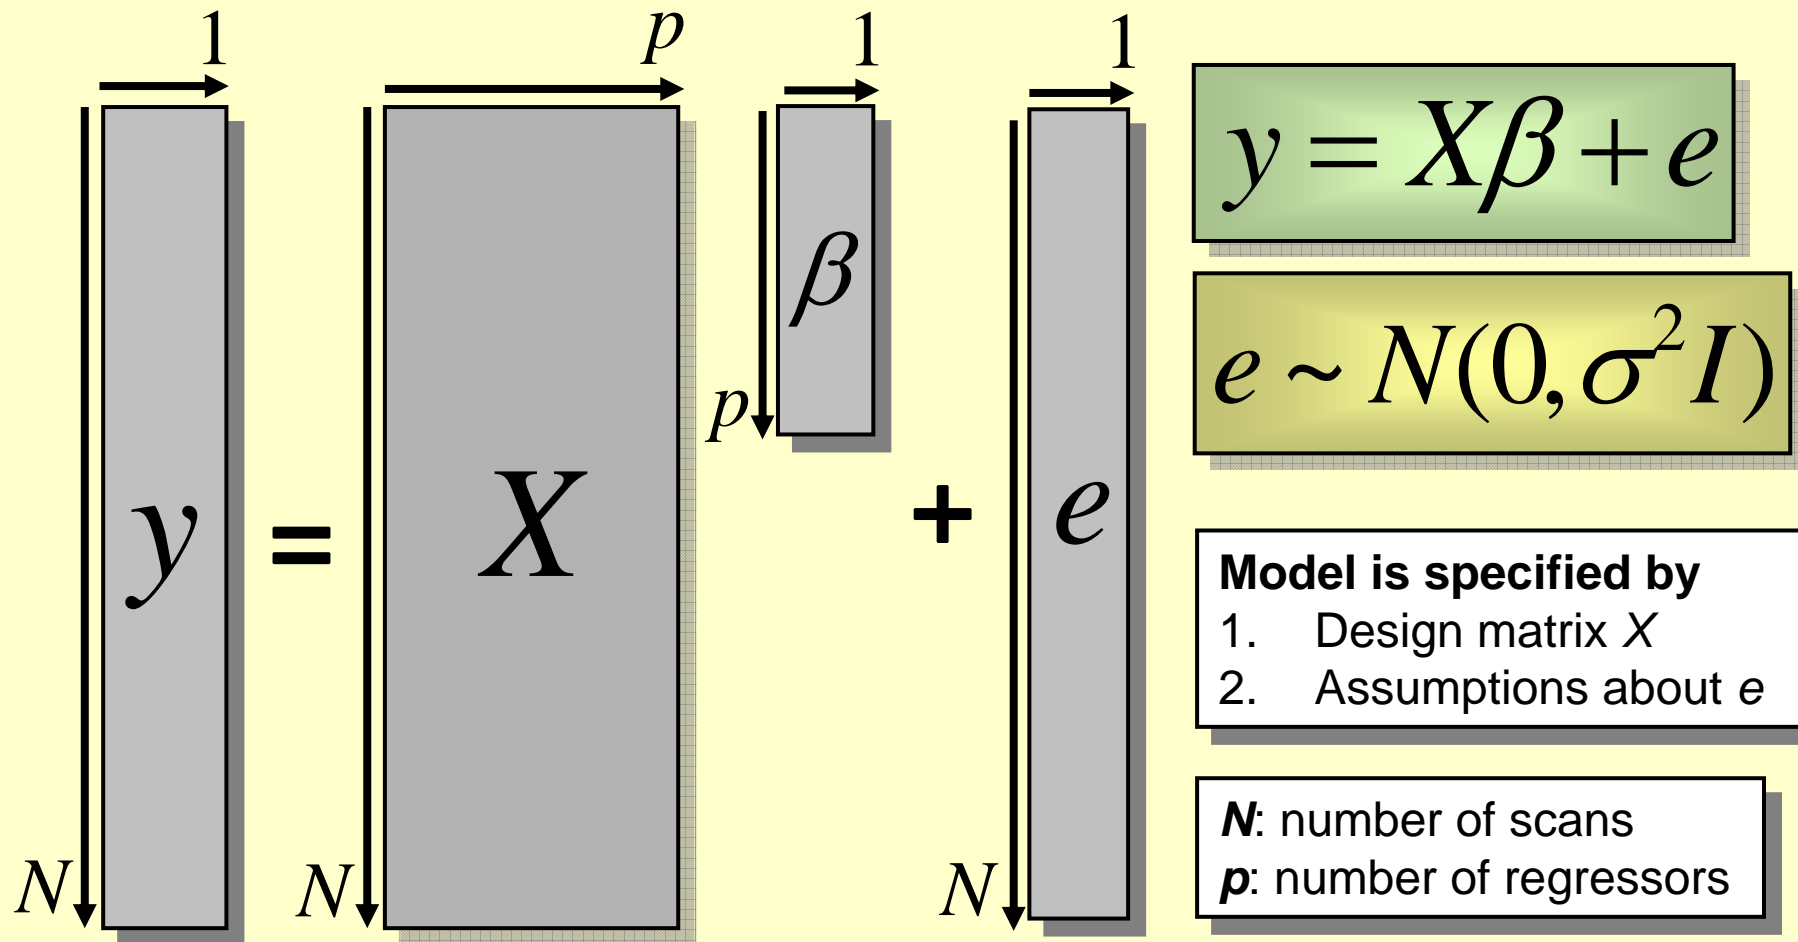 1 p 1 1
y = X β + e
p
N N N
y = Xβ + e
e ~ N(0, σ² I)
Model is specified by
1. Design matrix X
2. Assumptions about e
N: number of scans
p: number of regressors